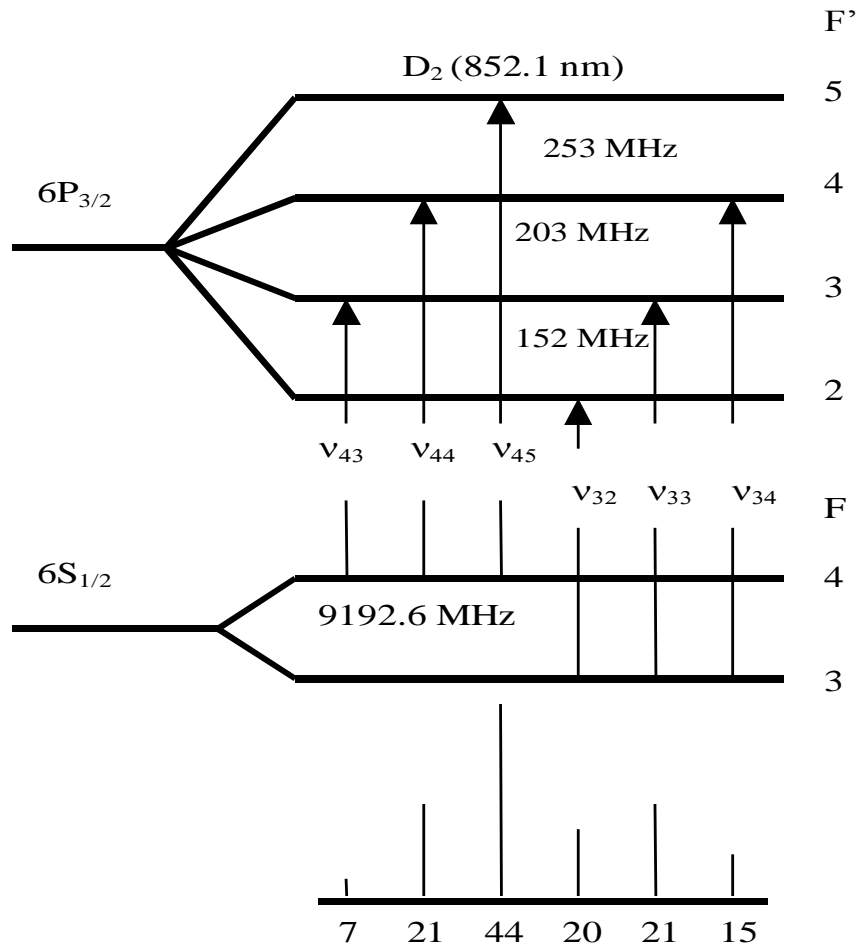 F’
D₂ (852.1 nm)
5
253 MHz
6P₃/₂
4
203 MHz
3
152 MHz
2
ν₄₃ ν₄₄ ν₄₅
ν₃₂ ν₃₃ ν₃₄
F
6S₁/₂
4
9192.6 MHz
3
7 21 44 20 21 15